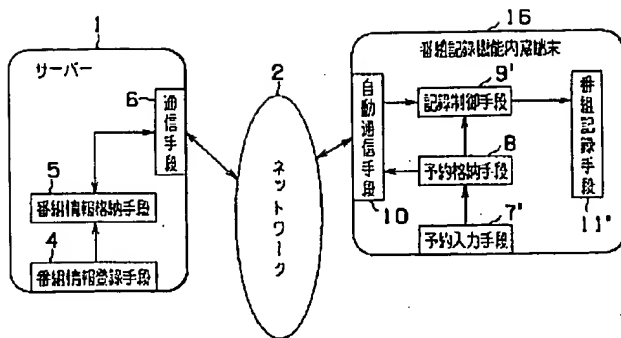 1
サーバー
6
通信手段
5
番組情報格納手段
4
番組情報登録手段
2
ネットワーク
16
番組記録機能内蔵端末
9'
記録制御手段
自動通信手段
10
8
予約格納手段
7'
予約入力手段
番組記録手段
11'